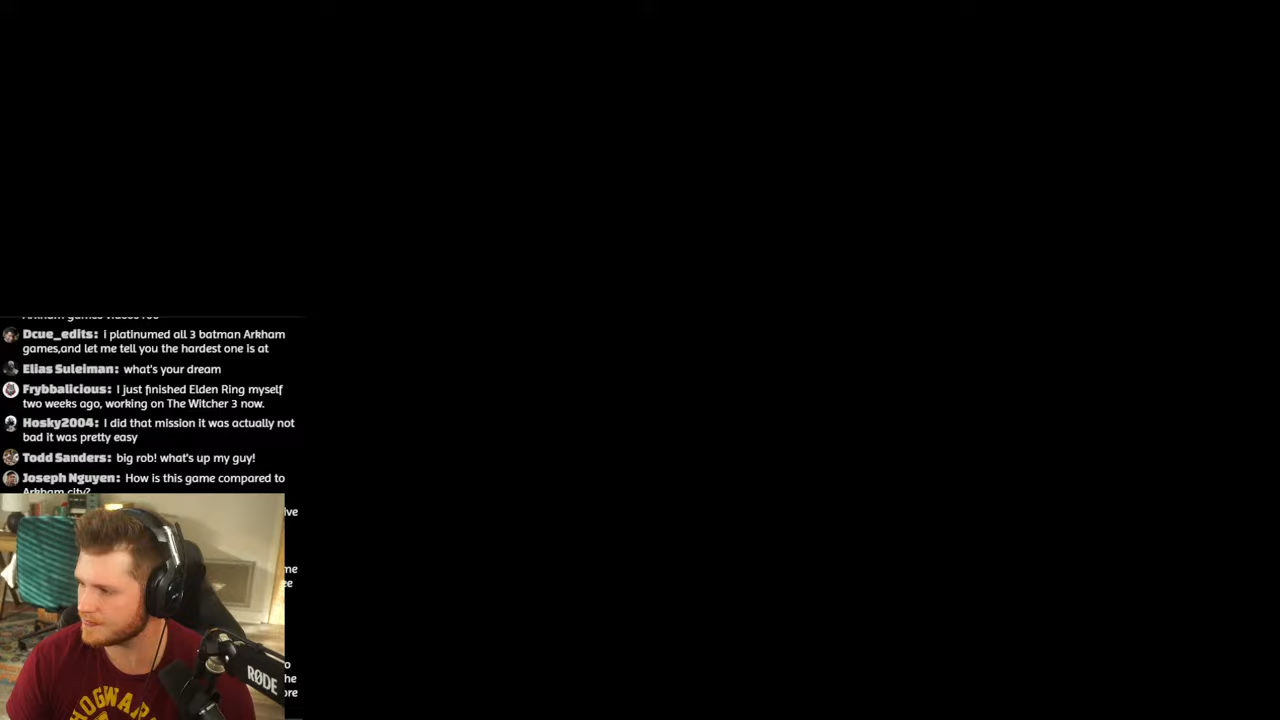 Dcue_edits: i platinumed all 3 batman Arkham
games,and let me tell you the hardest one is at
Elias Suleiman: what's your dream
Frybbalicious: I just finished Elden Ring myself
two weeks ago, working on The Witcher 3 now.
Hosky2004: I did that mission it was actually not
bad it was pretty easy
Todd Sanders: big rob! what's up my guy!
Joseph Nguyen: How is this game compared to
Arkham city?
RØDE